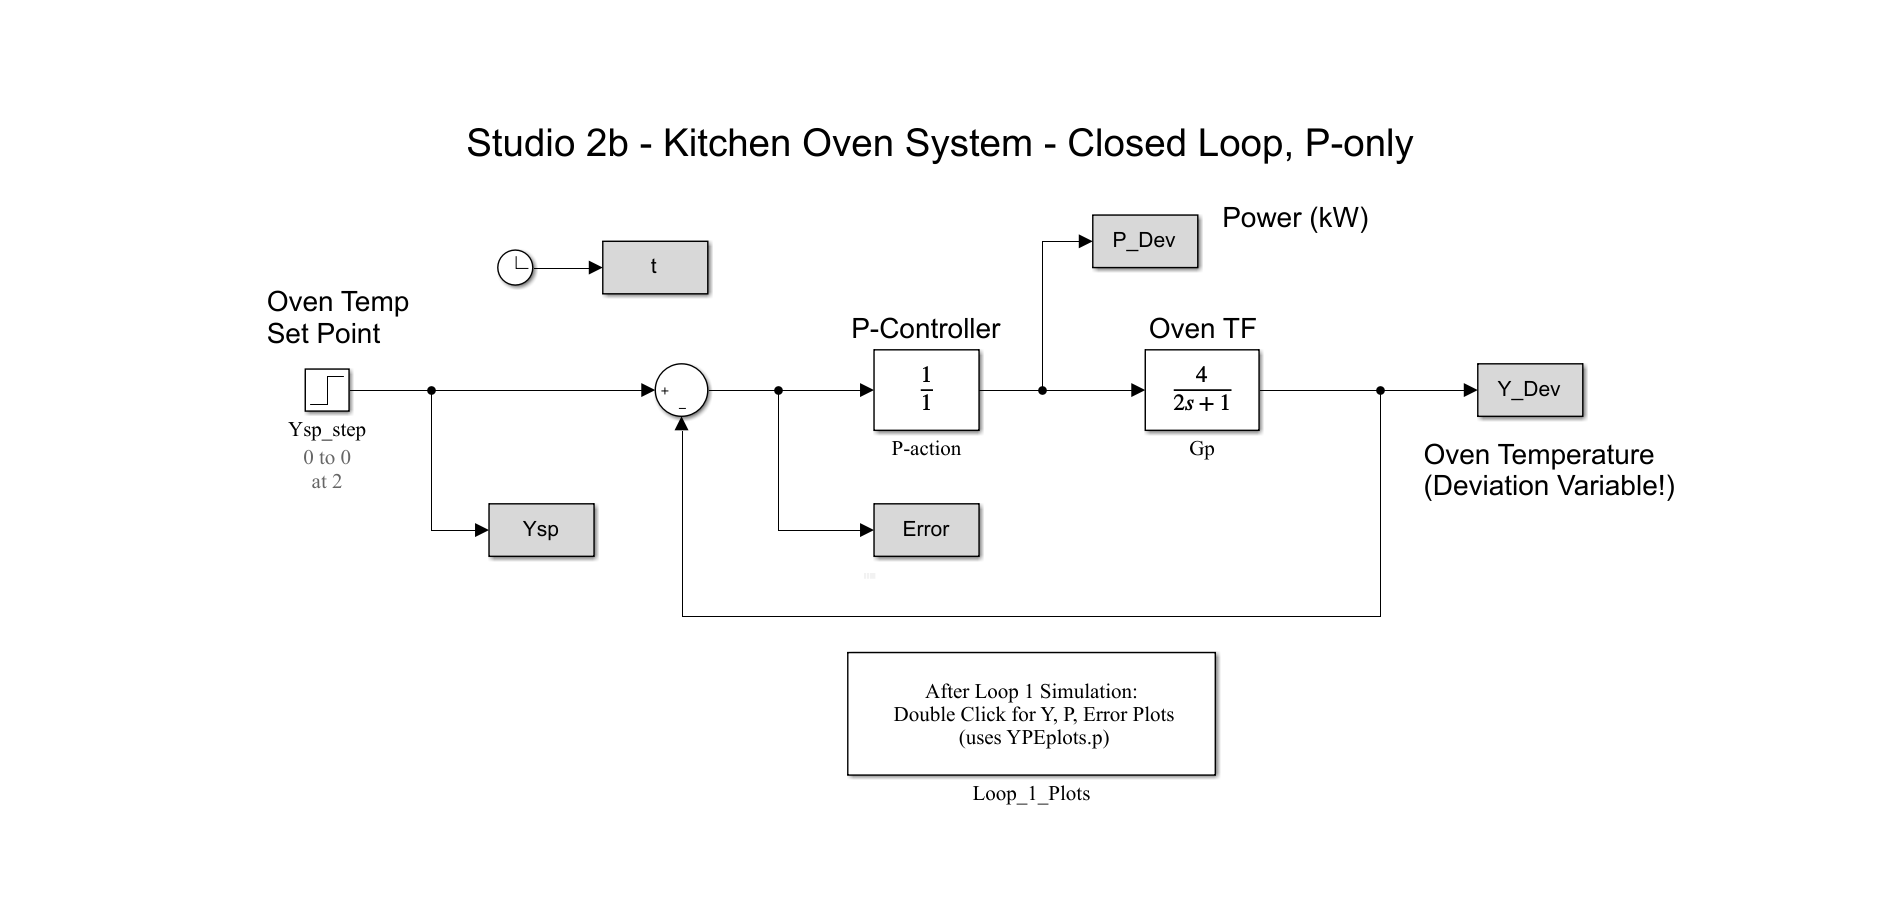 Studio 2b - Kitchen Oven System - Closed Loop, P-only
Power (kW)
P_Dev
t
Oven Temp
Set Point
P-Controller
Oven TF
+
−
1
1
4
2s + 1
Y_Dev
Ysp_step
0 to 0
at 2
P-action
Gp
Oven Temperature
(Deviation Variable!)
Ysp
Error
After Loop 1 Simulation:
Double Click for Y, P, Error Plots
(uses YPEplots.p)
Loop_1_Plots